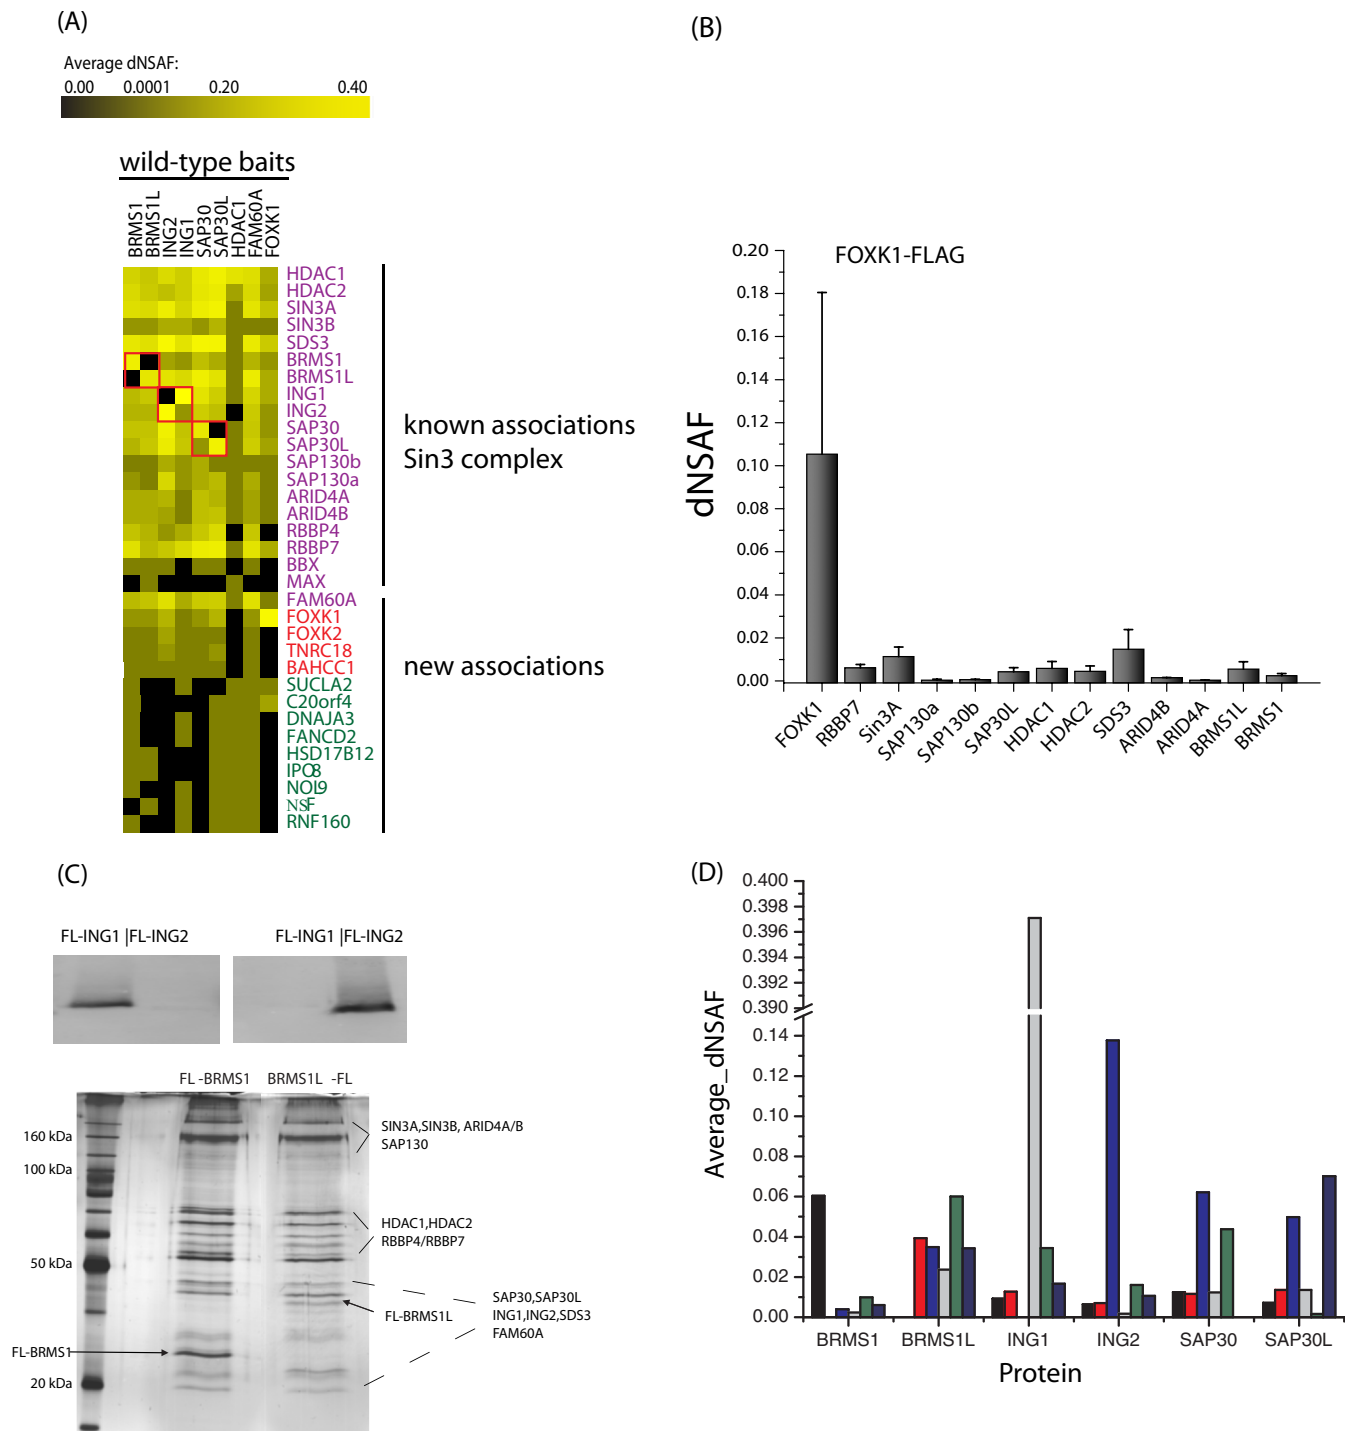 (A)
Average dNSAF:
0.00 0.0001 0.20 0.40
wild-type baits
BRMS1
BRMS1L
ING2
ING1
SAP30
SAP30L
HDAC1
FAM60A
FOXK1
HDAC1
HDAC2
SIN3A
SIN3B
SDS3
BRMS1
BRMS1L
ING1
ING2
SAP30
SAP30L
SAP130b
SAP130a
ARID4A
ARID4B
RBBP4
RBBP7
BBX
MAX
FAM60A
FOXK1
FOXK2
TNRC18
BAHCC1
SUCLA2
C20orf4
DNAJA3
FANCD2
HSD17B12
IPO8
NOL9
NSF
RNF160
known associations
Sin3 complex
new associations
(B)
FOXK1-FLAG
dNSAF
0.20
0.18
0.16
0.14
0.12
0.10
0.08
0.06
0.04
0.02
0.00
FOXK1
RBBP7
Sin3A
SAP130a
SAP130b
SAP30L
HDAC1
HDAC2
SDS3
ARID4B
ARID4A
BRMS1L
BRMS1
(C)
FL-ING1 |FL-ING2
FL-ING1 |FL-ING2
FL -BRMS1
BRMS1L -FL
160 kDa
100 kDa
50 kDa
FL-BRMS1
20 kDa
SIN3A,SIN3B, ARID4A/B
SAP130
HDAC1,HDAC2
RBBP4/RBBP7
SAP30,SAP30L
ING1,ING2,SDS3
FAM60A
FL-BRMS1L
(D)
Average_dNSAF
0.400
0.398
0.396
0.394
0.392
0.390
0.14
0.12
0.10
0.08
0.06
0.04
0.02
0.00
BRMS1 BRMS1L ING1 ING2 SAP30 SAP30L
Protein